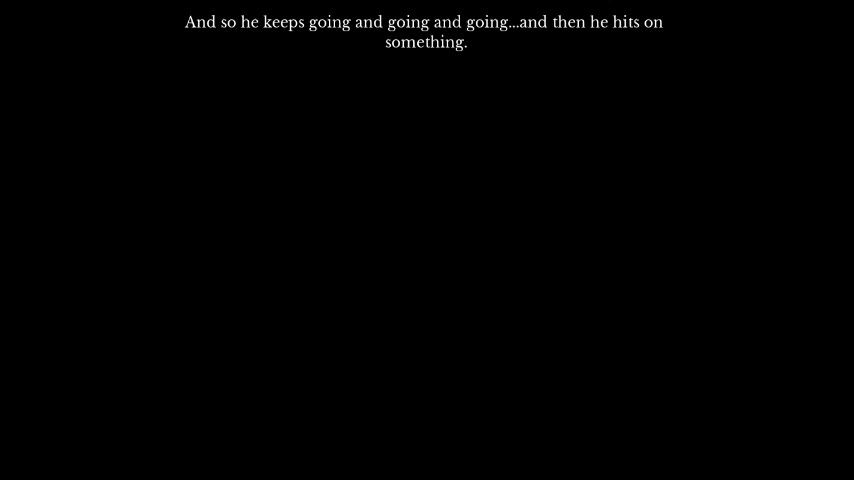 And so he keeps going and going and going...and then he hits on
something.